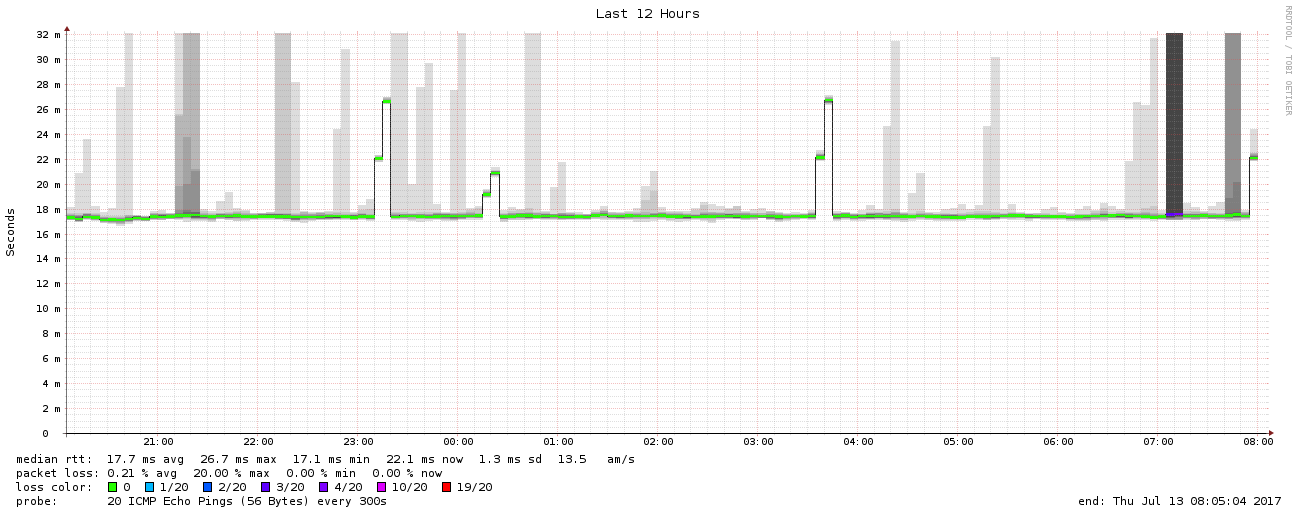 Last 12 Hours
RRDTOOL / TOBI OETIKER
Seconds
32 m
30 m
28 m
26 m
24 m
22 m
20 m
18 m
16 m
14 m
12 m
10 m
8 m
6 m
4 m
2 m
0
21:00 22:00 23:00 00:00 01:00 02:00 03:00 04:00 05:00 06:00 07:00 08:00
median rtt: 17.7 ms avg 26.7 ms max 17.1 ms min 22.1 ms now 1.3 ms sd 13.5 am/s
packet loss: 0.21 % avg 20.00 % max 0.00 % min 0.00 % now
loss color: 0 1/20 2/20 3/20 4/20 10/20 19/20
probe: 20 ICMP Echo Pings (56 Bytes) every 300s end: Thu Jul 13 08:05:04 2017